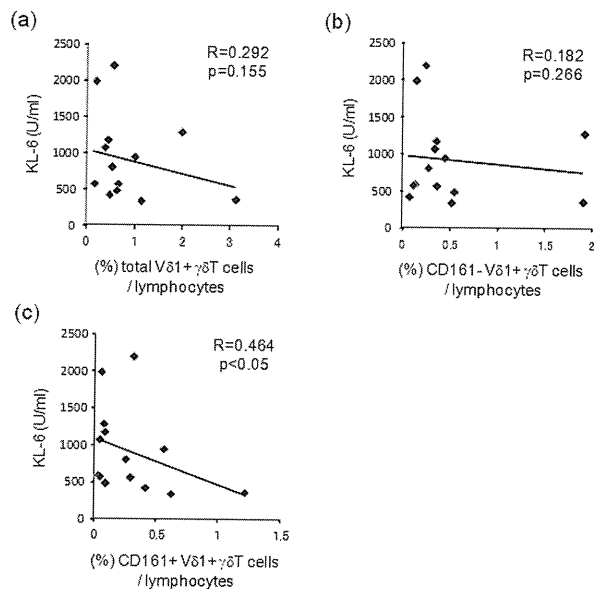 (a)
R=0.292
p=0.155
KL-6 (U/ml)
2500
2000
1500
1000
500
0
0 1 2 3 4
(%) total Vδ1+ γδT cells
/ lymphocytes
(b)
R=0.182
p=0.266
KL-6 (U/ml)
2500
2000
1500
1000
500
0
0 0.5 1 1.5 2
(%) CD161- Vδ1+ γδT cells
/ lymphocytes
(c)
R=0.464
p<0.05
KL-6 (U/ml)
2500
2000
1500
1000
500
0
0 0.5 1 1.5
(%) CD161+ Vδ1+ γδT cells
/ lymphocytes